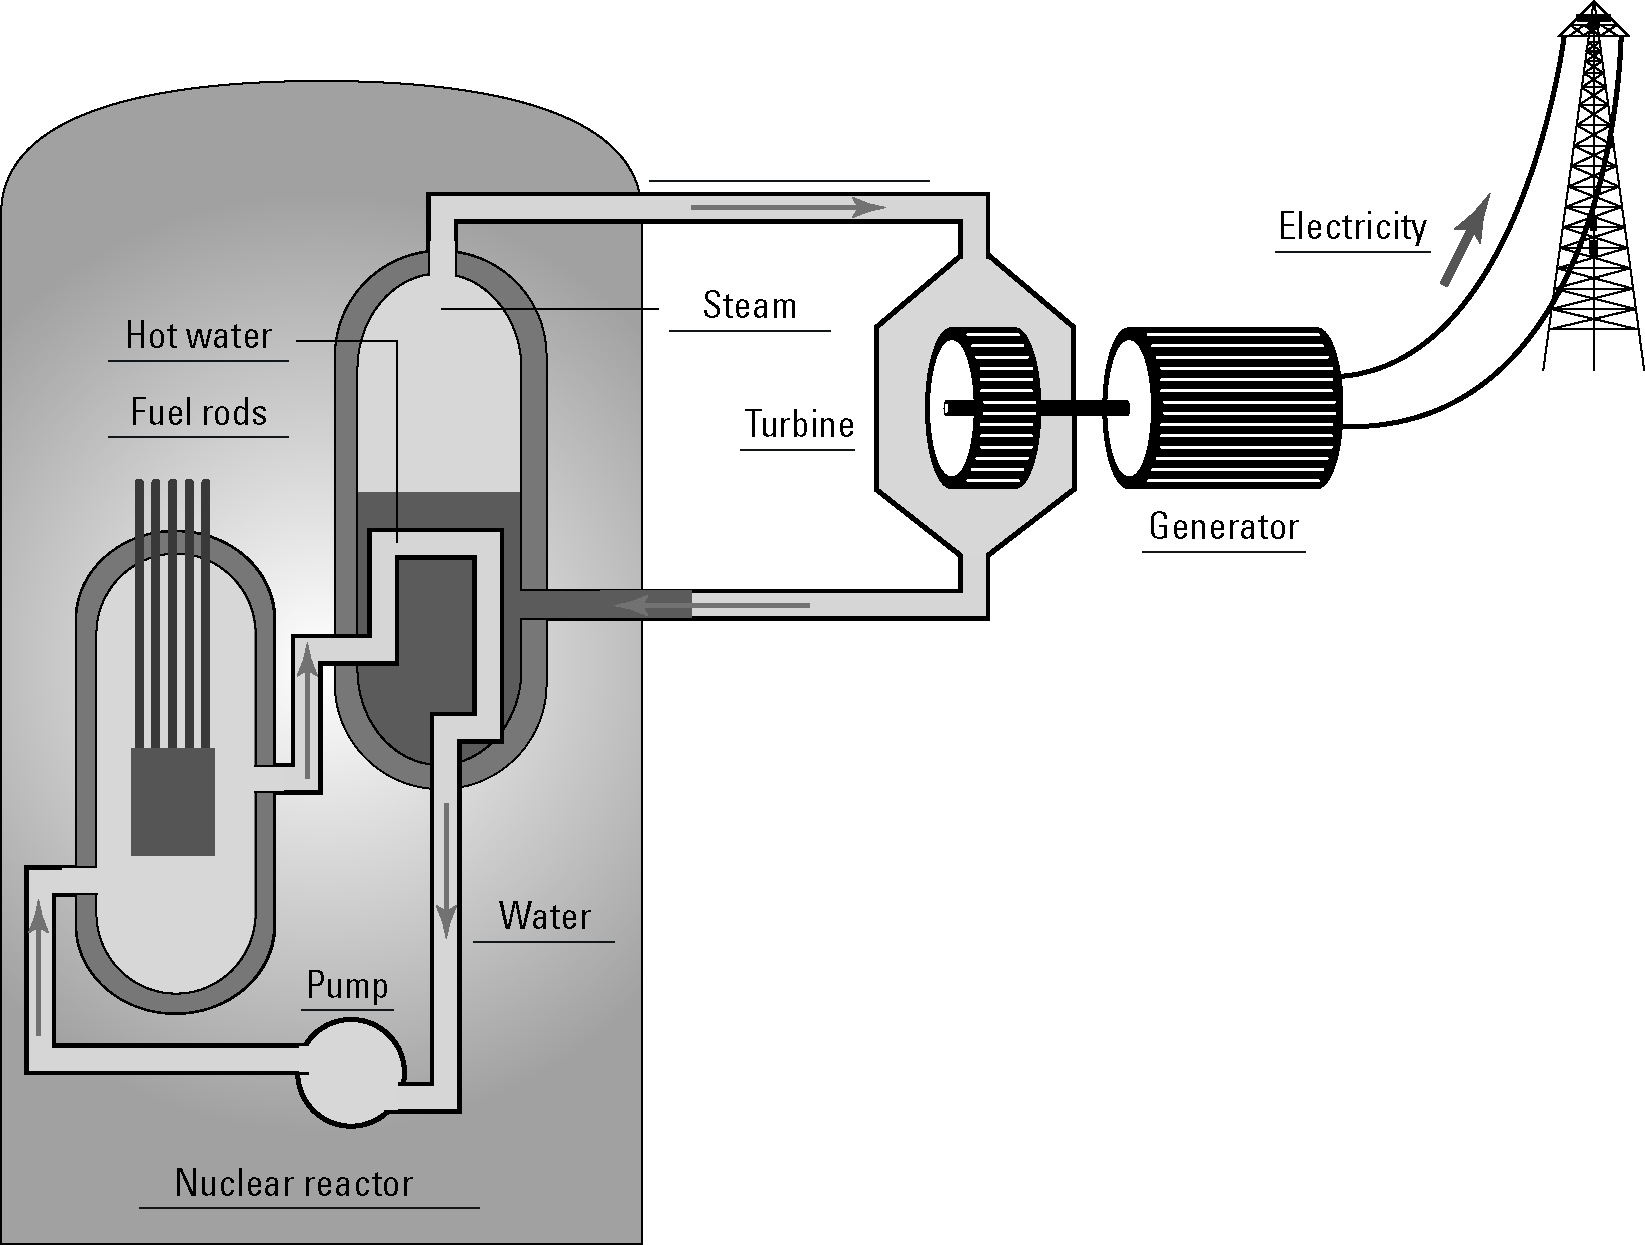 Electricity
Steam
Hot water
Fuel rods
Turbine
Generator
Water
Pump
Nuclear reactor